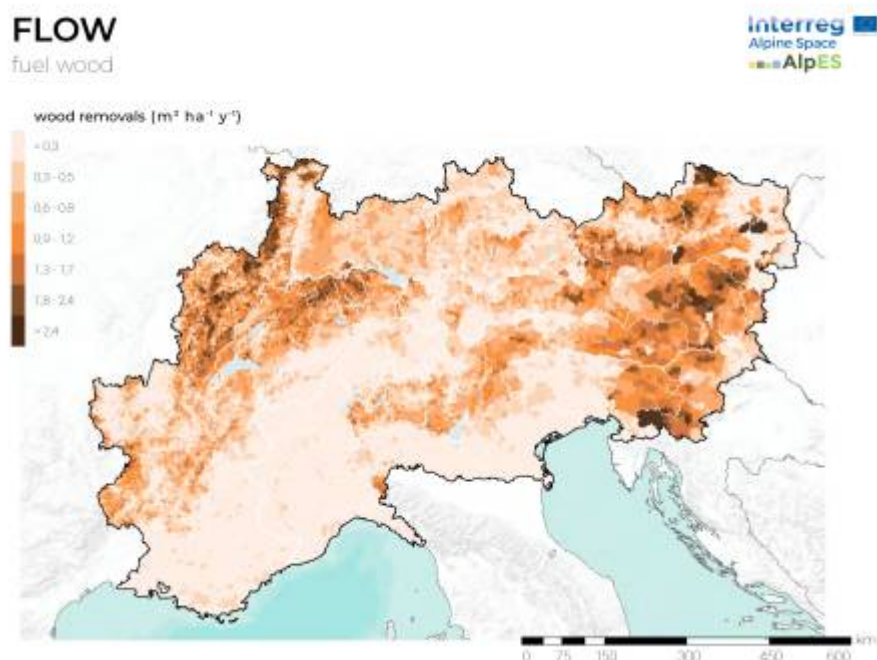 FLOW
fuel wood
Interreg
Alpine Space
AlpES
wood removals (m³ ha⁻¹ y⁻¹)
< 0,3
0,3 - 0,5
0,6 - 0,8
0,9 - 1,2
1,3 - 1,7
1,8 - 2,4
> 2,4
km
0 75 150 300 450 600